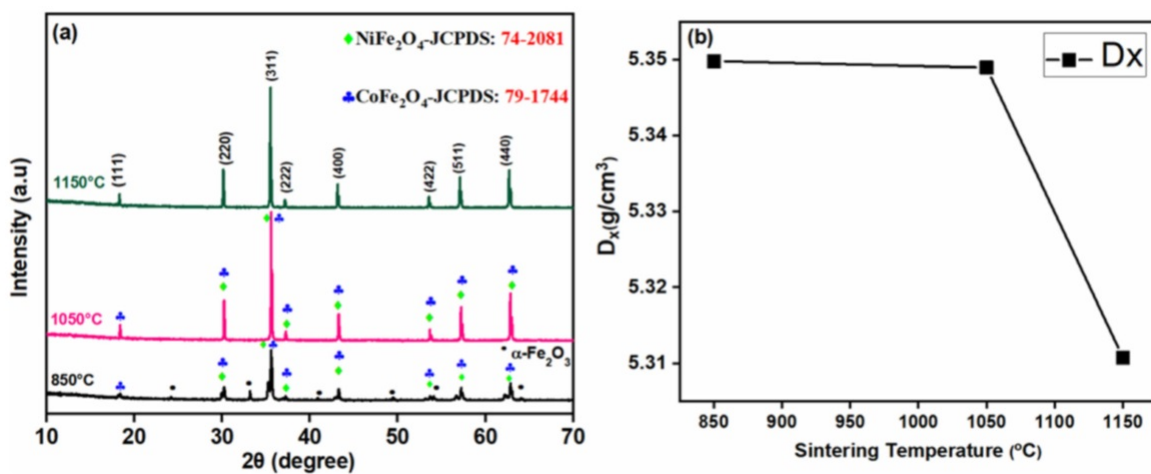 (a)
♦ NiFe₂O₄-JCPDS: 74-2081
♣ CoFe₂O₄-JCPDS: 79-1744
(111)
(220)
(311)
(222)
(400)
(422)
(511)
(440)
1150°C
1050°C
850°C
• α-Fe₂O₃
Intensity (a.u)
10 20 30 40 50 60 70
2θ (degree)
(b)
Dx
5.35
5.34
5.33
5.32
5.31
Dₓ(g/cm³)
850 900 950 1000 1050 1100 1150
Sintering Temperature (ºC)